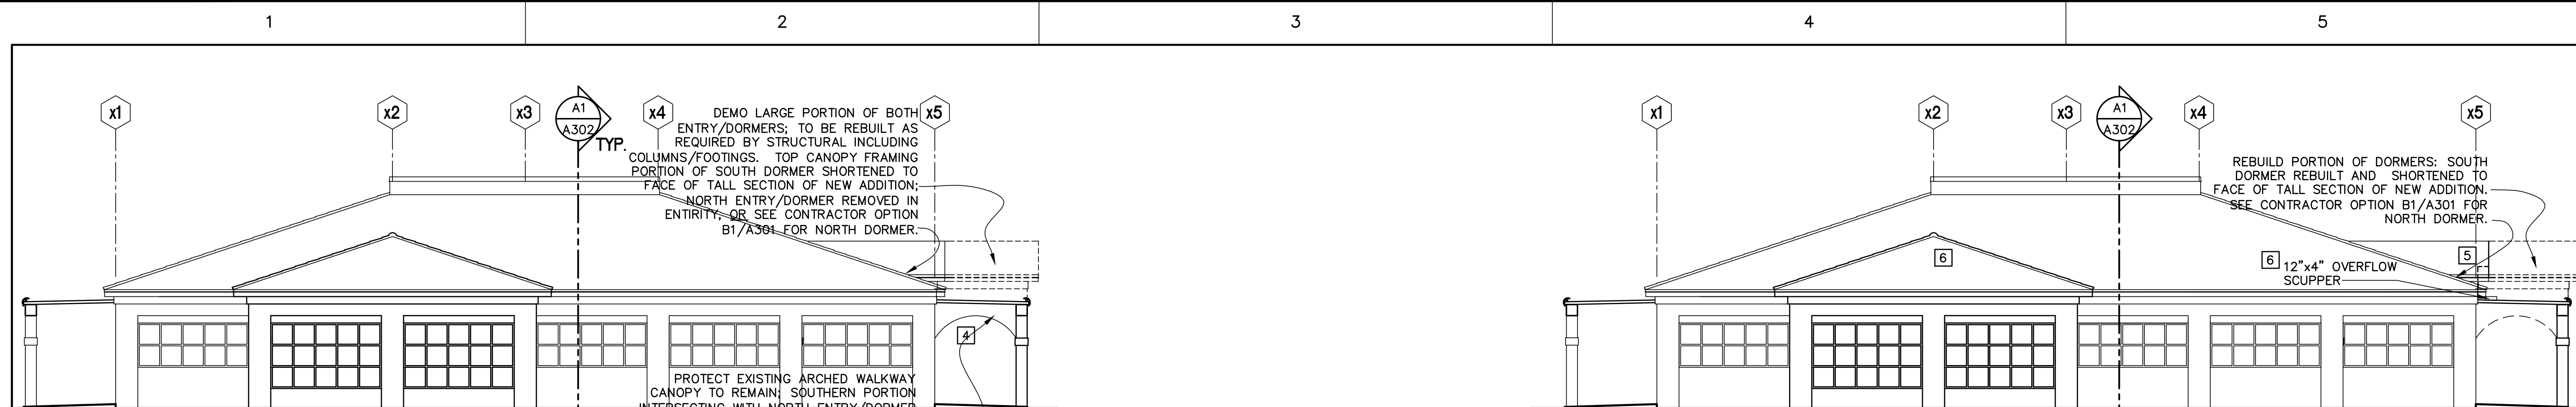 1
2
3
4
5
x1
x2
x3
A1
A302
TYP.
x4
x5
DEMO LARGE PORTION OF BOTH
ENTRY/DORMERS; TO BE REBUILT AS
REQUIRED BY STRUCTURAL INCLUDING
COLUMNS/FOOTINGS. TOP CANOPY FRAMING
PORTION OF SOUTH DORMER SHORTENED TO
FACE OF TALL SECTION OF NEW ADDITION;
NORTH ENTRY/DORMER REMOVED IN
ENTIRITY, OR SEE CONTRACTOR OPTION
B1/A301 FOR NORTH DORMER.
4
PROTECT EXISTING ARCHED WALKWAY
CANOPY TO REMAIN; SOUTHERN PORTION
INTERSECTING WITH NORTH ENTRY/DORMER
x1
x2
x3
A1
A302
x4
x5
REBUILD PORTION OF DORMERS: SOUTH
DORMER REBUILT AND SHORTENED TO
FACE OF TALL SECTION OF NEW ADDITION.
SEE CONTRACTOR OPTION B1/A301 FOR
NORTH DORMER.
6
5
6
12"x4" OVERFLOW
SCUPPER